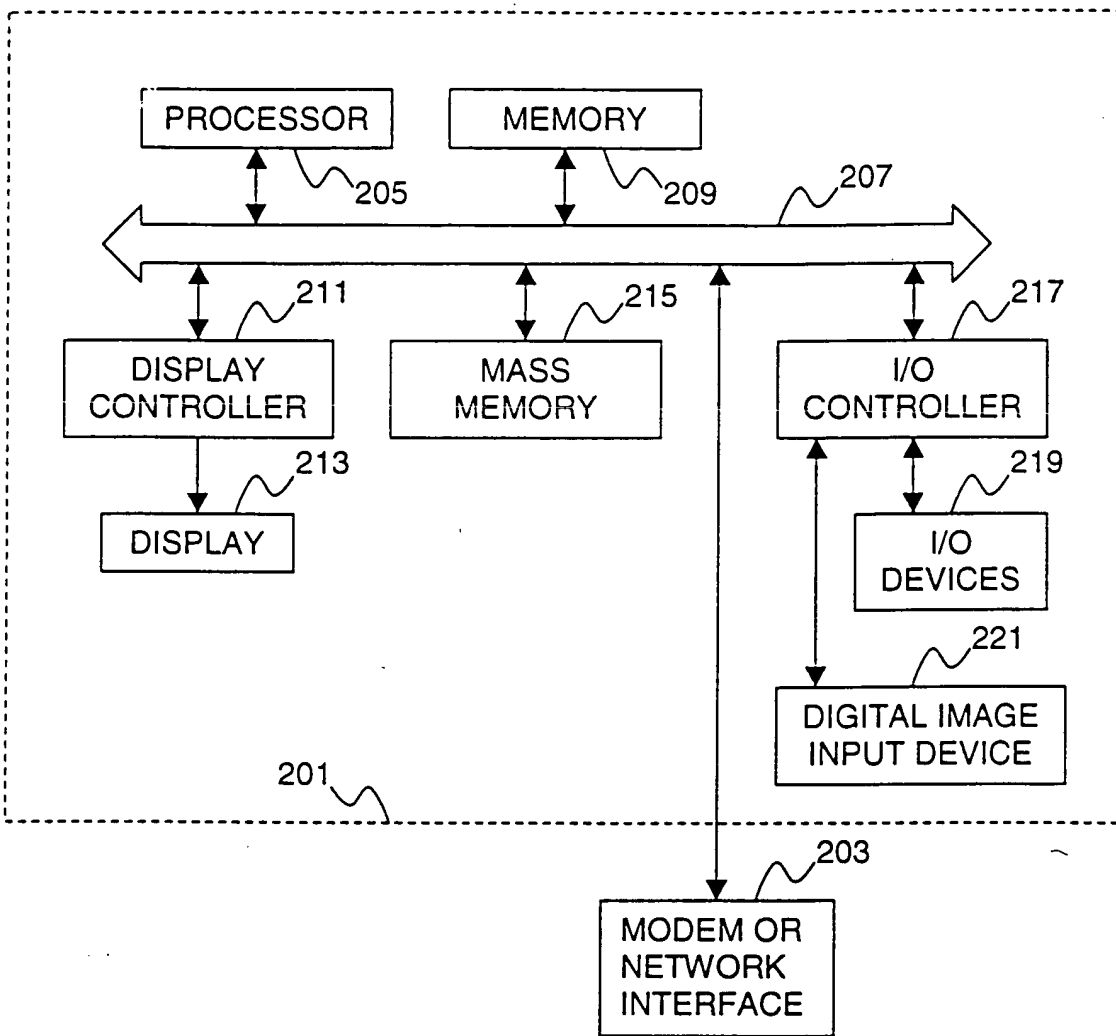 PROCESSOR
MEMORY
205
209
207
211
215
217
DISPLAY
CONTROLLER
MASS
MEMORY
I/O
CONTROLLER
213
219
DISPLAY
I/O
DEVICES
221
DIGITAL IMAGE
INPUT DEVICE
201
203
MODEM OR
NETWORK
INTERFACE